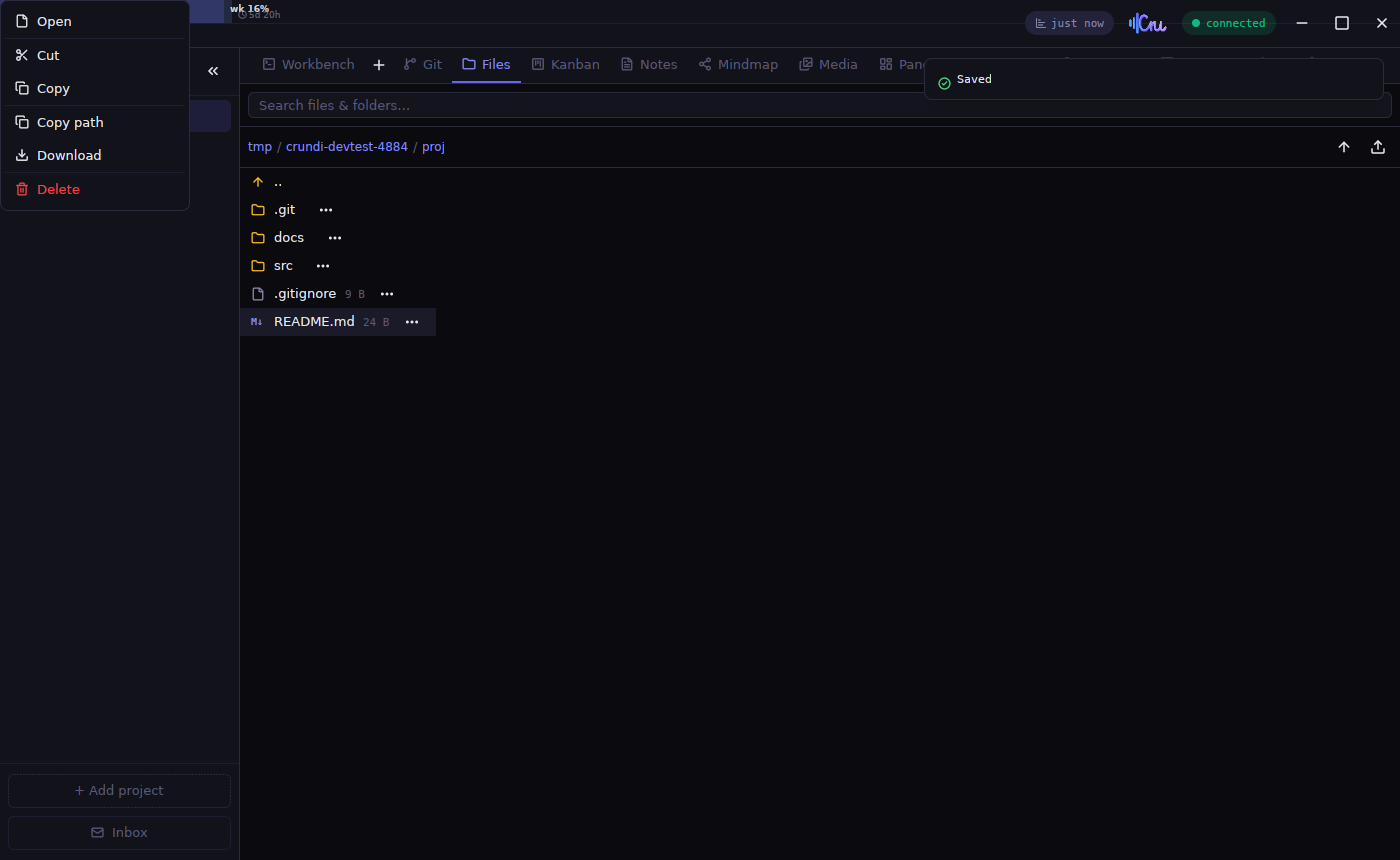 Open
Cut
Copy
Copy path
Download
Delete
wk 16%
5d 20h
just now
Cru
connected
Workbench
Git
Files
Kanban
Notes
Mindmap
Media
Saved
Search files & folders...
tmp / crundi-devtest-4884 / proj
..
.git
docs
src
.gitignore 9 B
M↓ README.md 24 B
+ Add project
Inbox